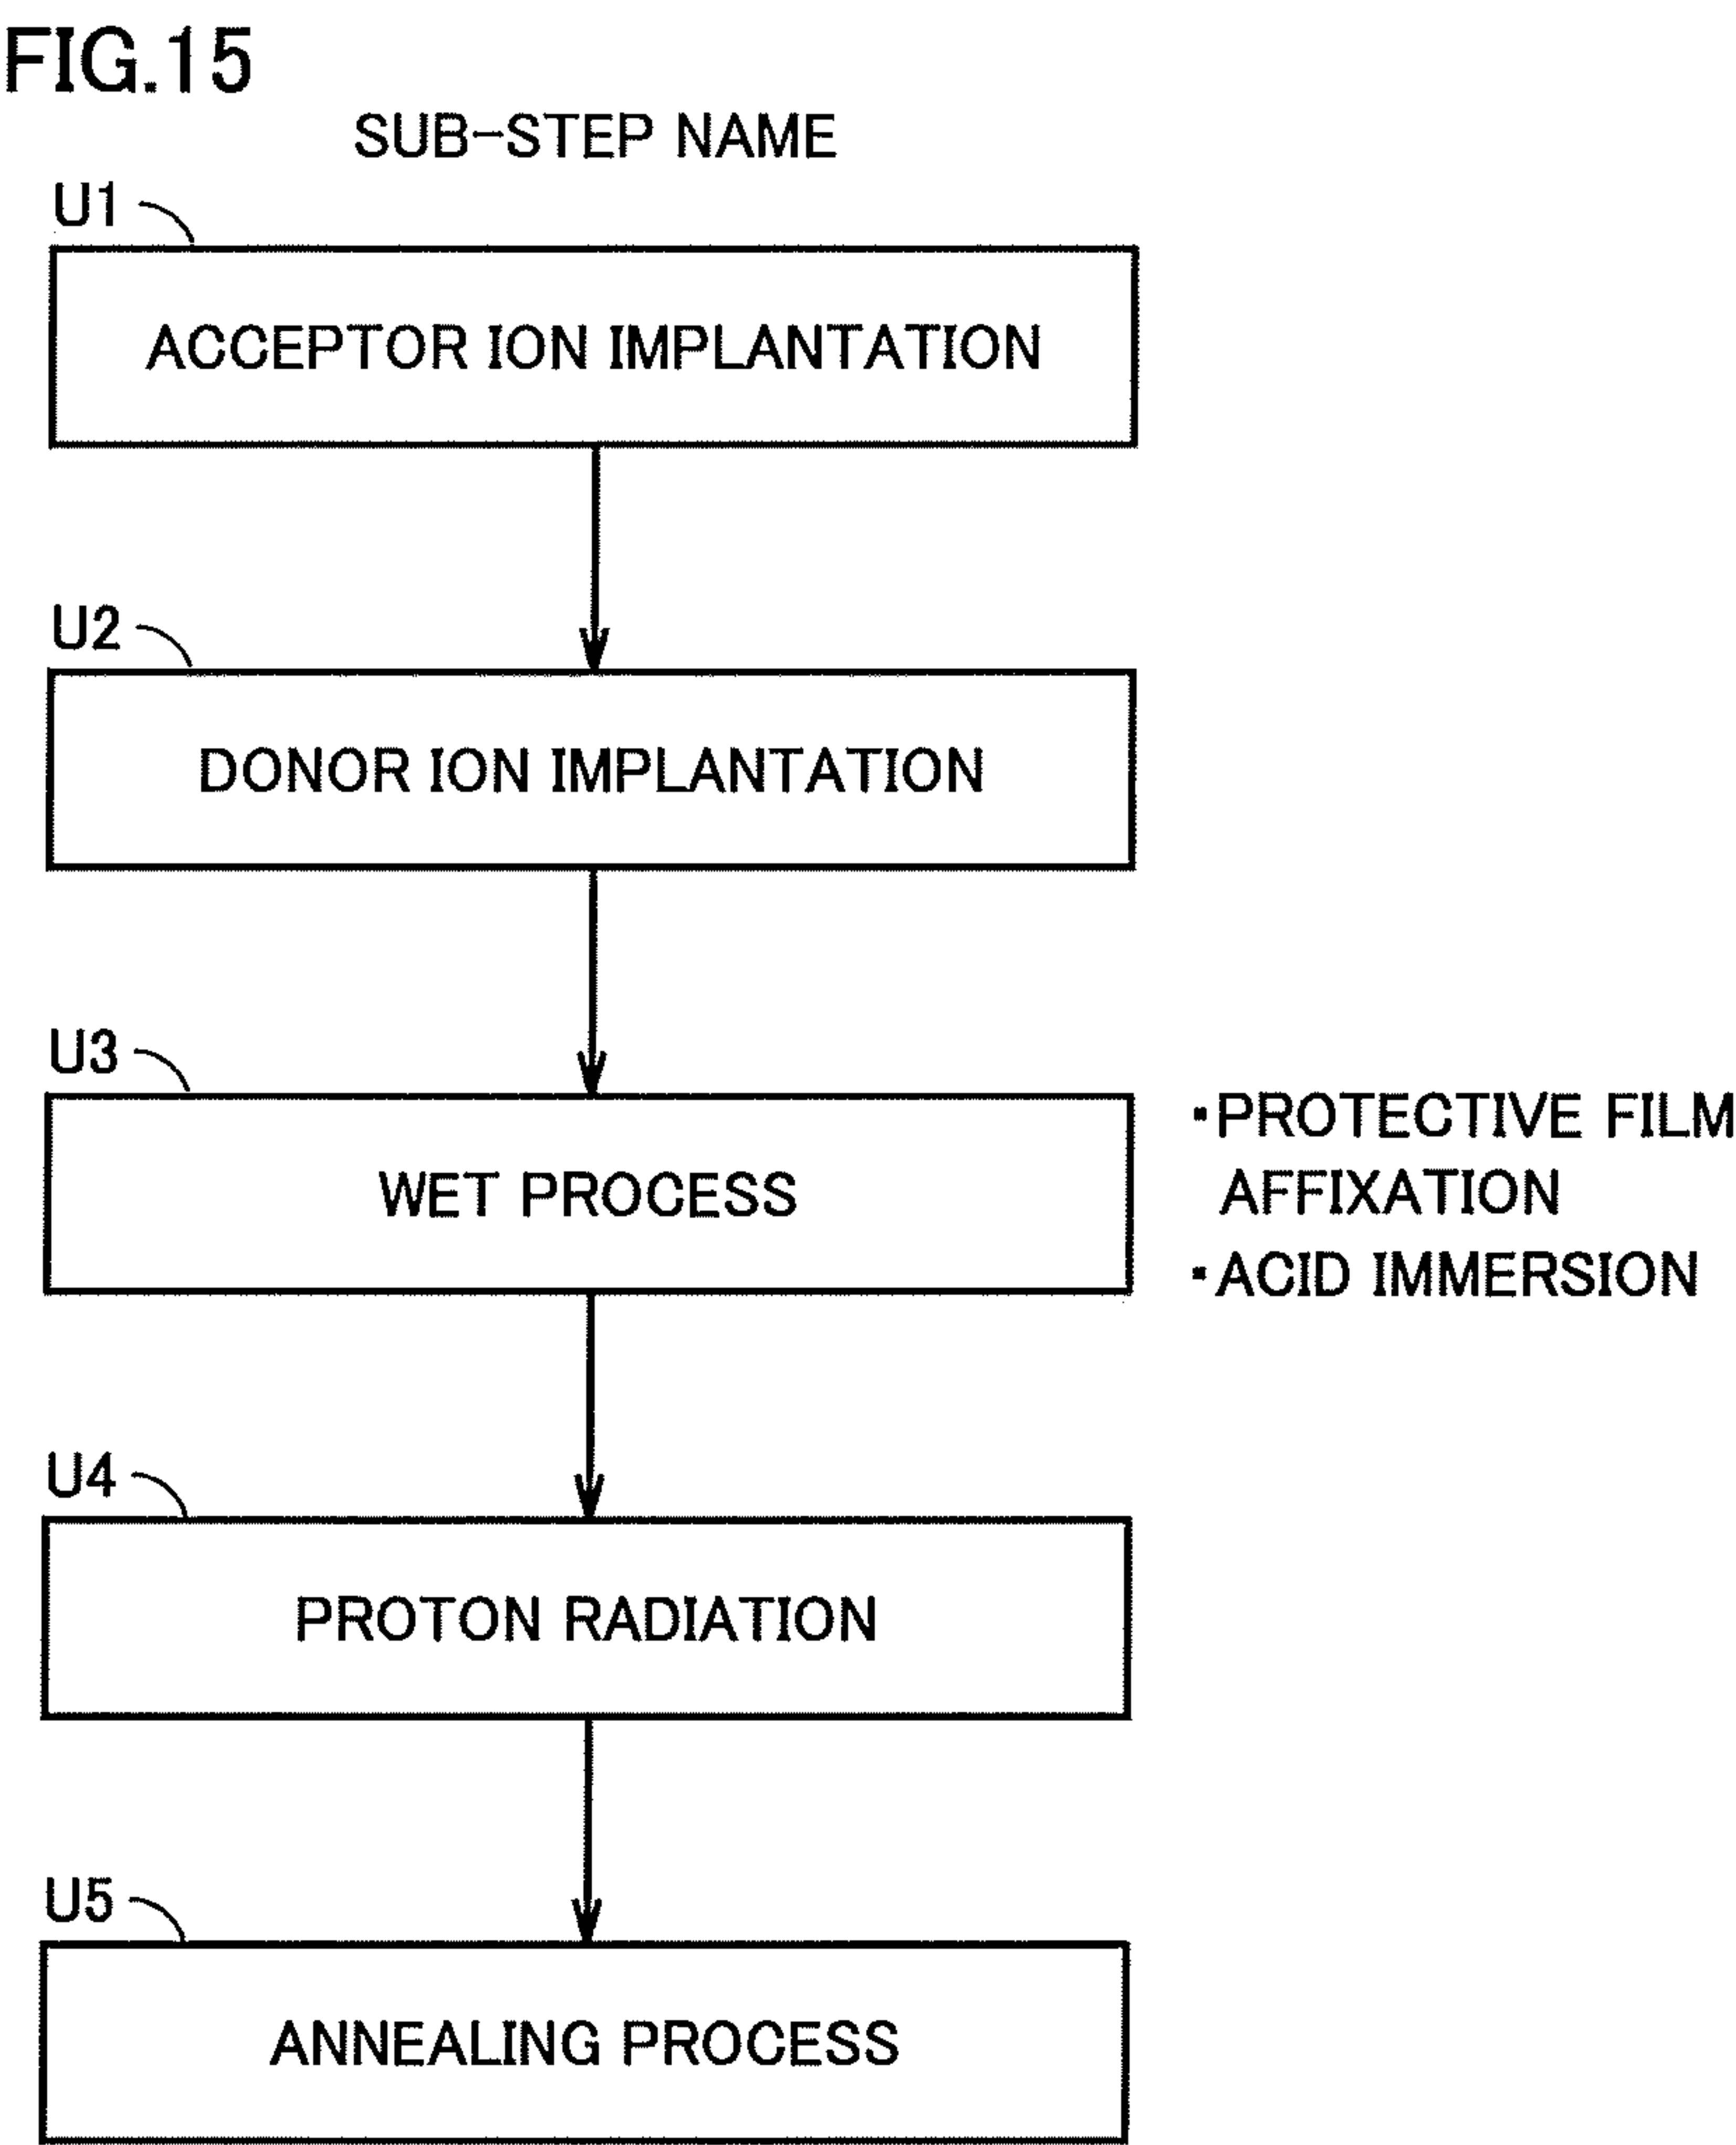 FIG.15
SUB-STEP NAME
U1
ACCEPTOR ION IMPLANTATION
U2
DONOR ION IMPLANTATION
U3
WET PROCESS
・PROTECTIVE FILM
AFFIXATION
・ACID IMMERSION
U4
PROTON RADIATION
U5
ANNEALING PROCESS